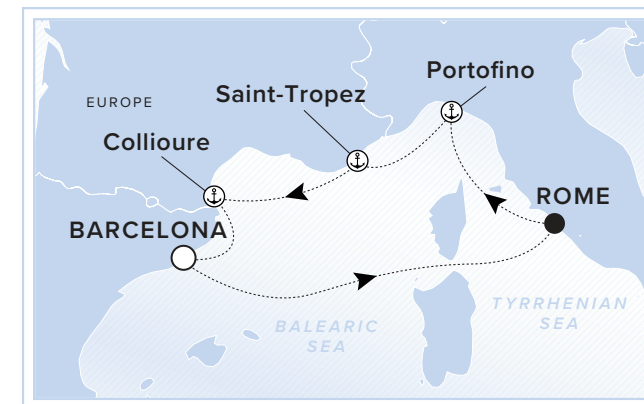 Portofino
Saint-Tropez
EUROPE
Collioure
ROME
BARCELONA
TYRRHENIAN
SEA
BALEARIC
SEA